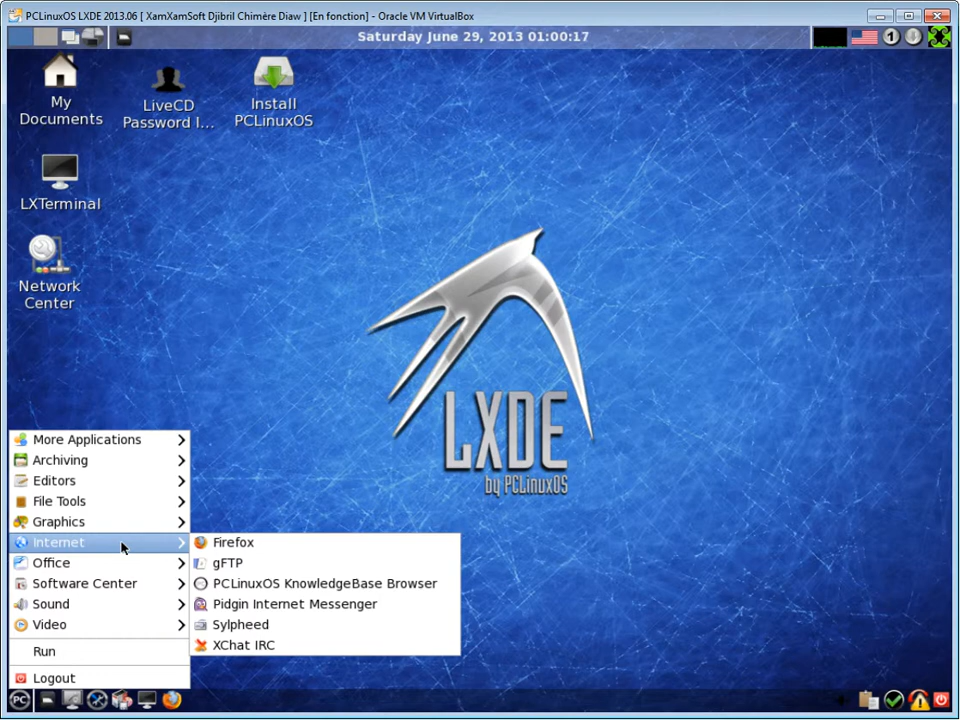 PCLinuxOS LXDE 2013.06 [ XamXamSoft Djibril Chimère Diaw ] [En fonction] - Oracle VM VirtualBox
Saturday June 29, 2013 01:00:17
1
My
Documents
LiveCD
Password I...
Install
PCLinuxOS
LXTerminal
Network
Center
LXDE
by PCLinuxOS
More Applications
Archiving
Editors
File Tools
Graphics
Internet
Office
Software Center
Sound
Video
Run
Logout
Firefox
gFTP
PCLinuxOS KnowledgeBase Browser
Pidgin Internet Messenger
Sylpheed
XChat IRC
PC